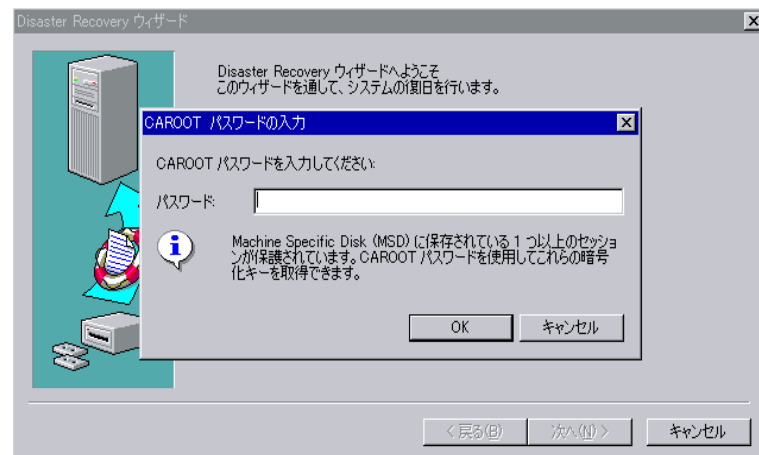 Disaster Recovery ウィザード
Disaster Recovery ウィザードへようこそ
このウィザードを通して、システムの復旧を行います。
CAROOT パスワードの入力
CAROOT パスワードを入力してください:
パスワード:
Machine Specific Disk (MSD) に保存されている 1 つ以上のセッショ
ンが保護されています。CAROOT パスワードを使用してこれらの暗号
化キーを取得できます。
OK
キャンセル
< 戻る(B)
次へ(N) >
キャンセル